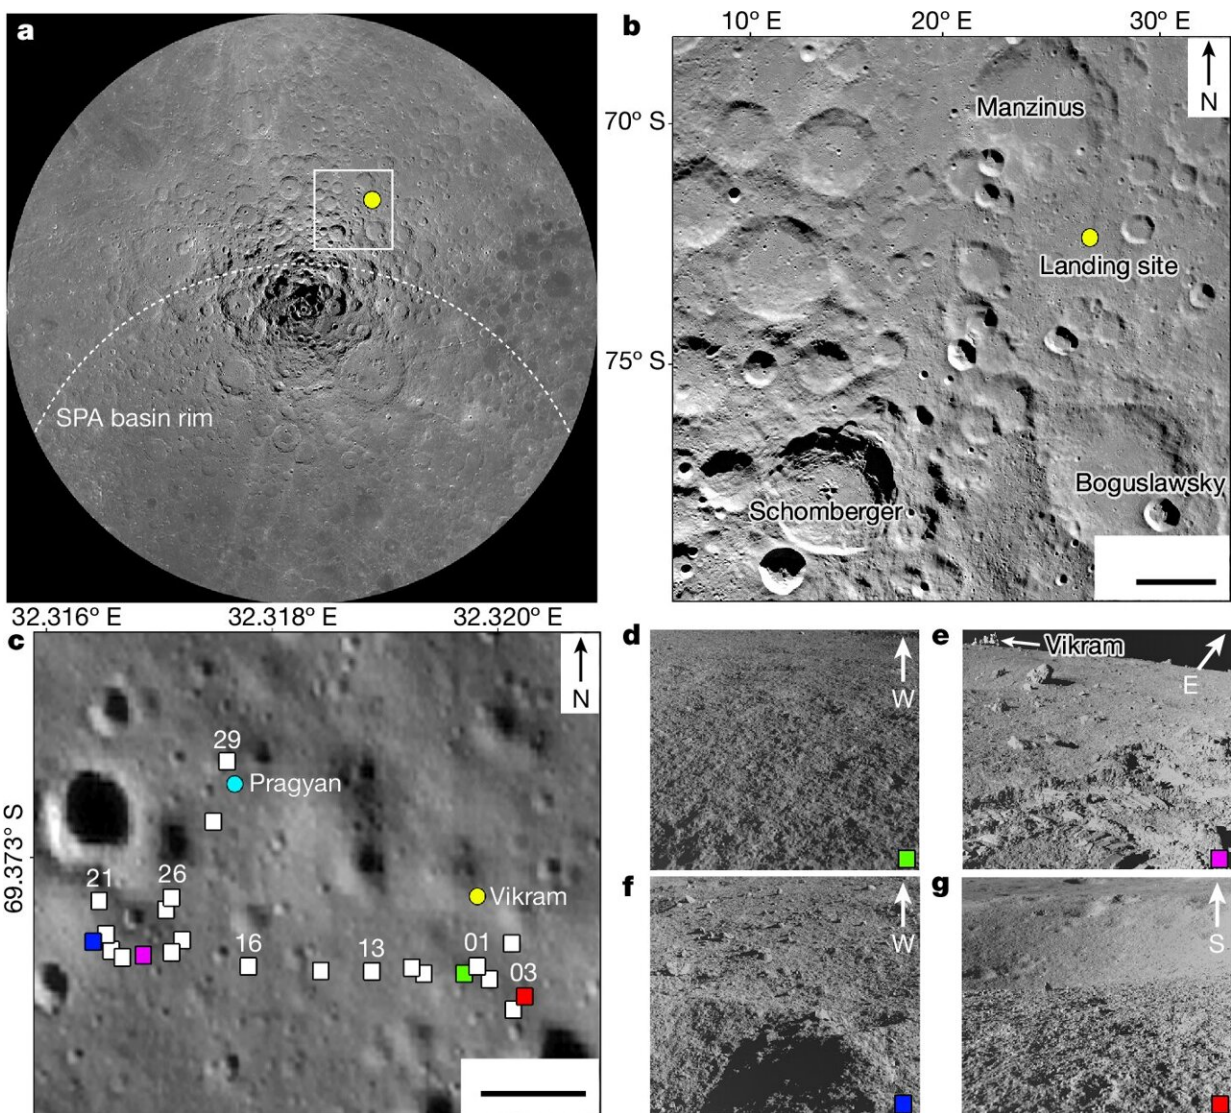 a
SPA basin rim
b
10° E 20° E 30° E
N
70° S
75° S
Manzinus
Landing site
Boguslawsky
Schomberger
c
32.316° E 32.318° E 32.320° E
N
69.373° S
29
Pragyan
21
26
Vikram
16
13
01
03
d
W
e
Vikram
E
f
W
g
S